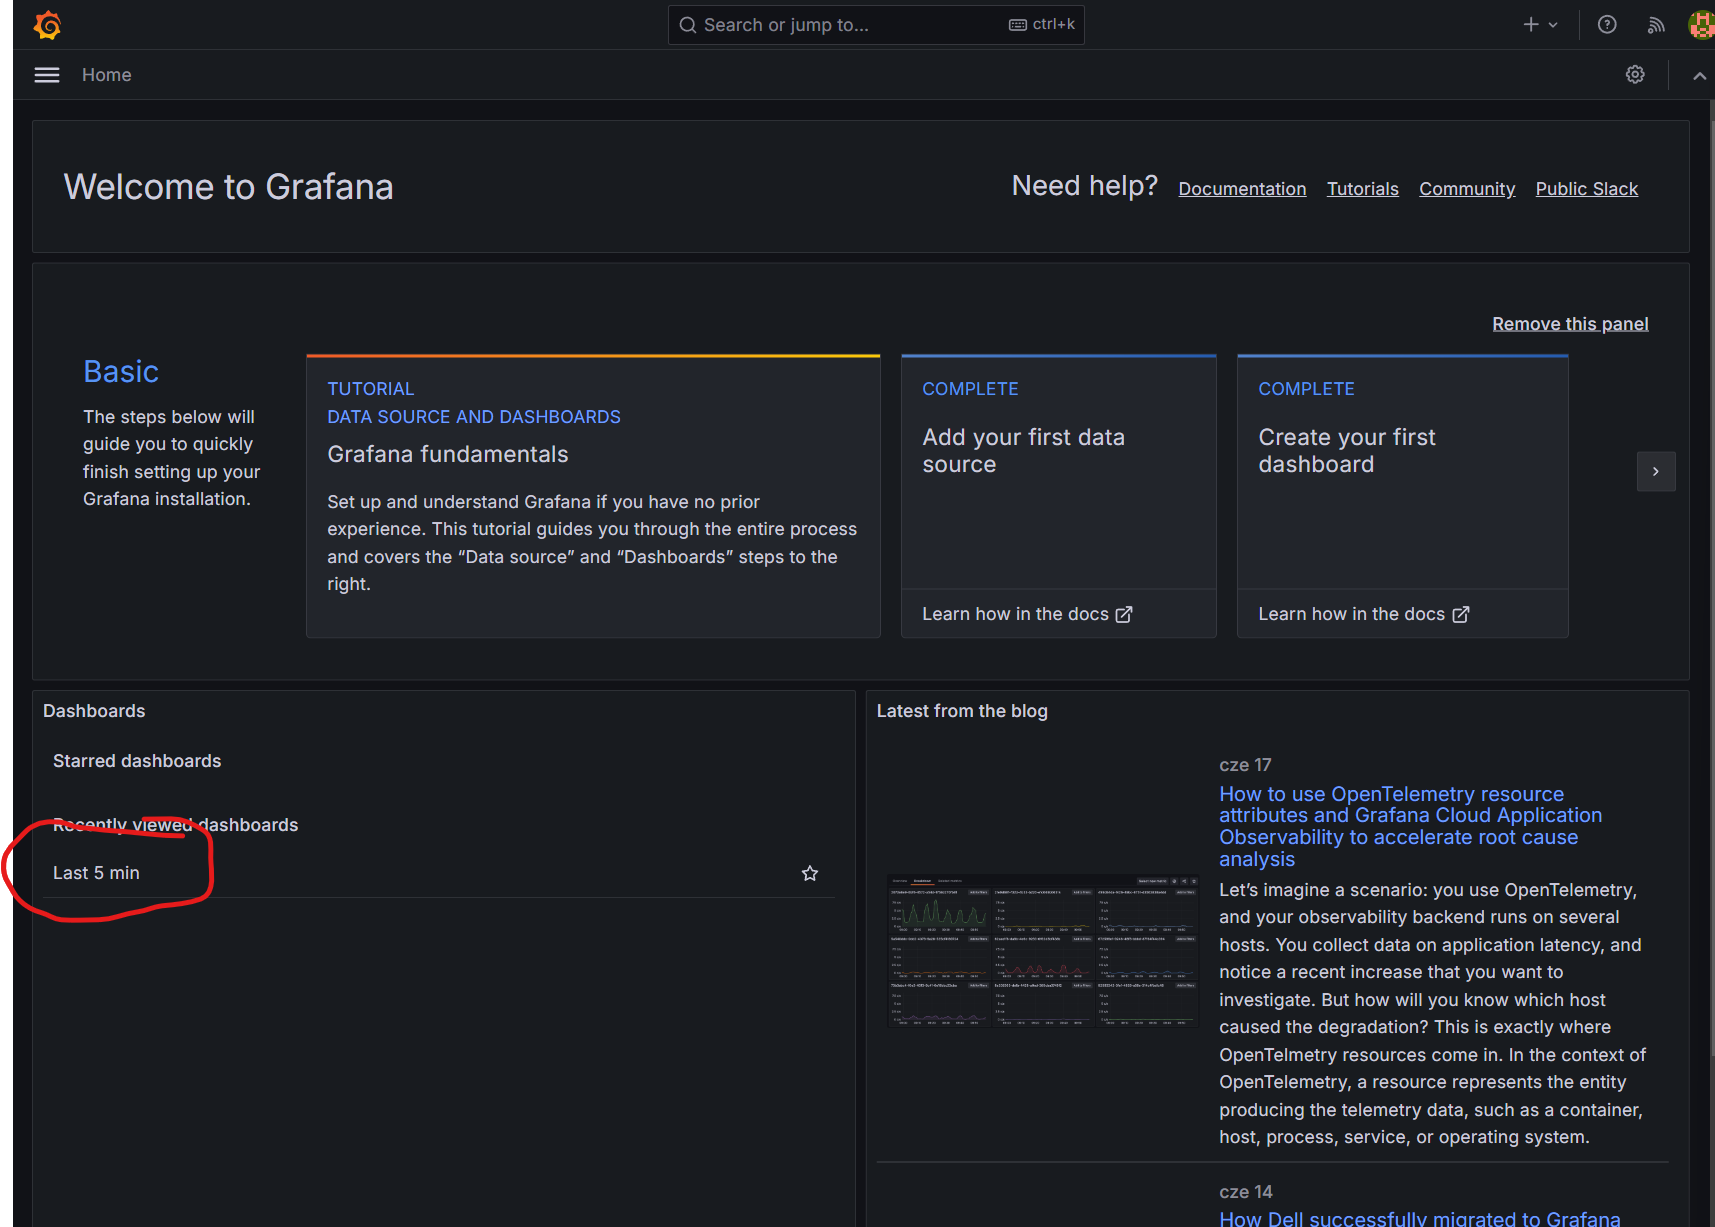 Search or jump to...
ctrl+k
Home
Welcome to Grafana
Need help?
Documentation
Tutorials
Community
Public Slack
Remove this panel
Basic
The steps below will
guide you to quickly
finish setting up your
Grafana installation.
TUTORIAL
DATA SOURCE AND DASHBOARDS
Grafana fundamentals
Set up and understand Grafana if you have no prior
experience. This tutorial guides you through the entire process
and covers the “Data source” and “Dashboards” steps to the
right.
COMPLETE
Add your first data
source
Learn how in the docs
COMPLETE
Create your first
dashboard
Learn how in the docs
Dashboards
Starred dashboards
Recently viewed dashboards
Last 5 min
Latest from the blog
cze 17
How to use OpenTelemetry resource
attributes and Grafana Cloud Application
Observability to accelerate root cause
analysis
Let’s imagine a scenario: you use OpenTelemetry,
and your observability backend runs on several
hosts. You collect data on application latency, and
notice a recent increase that you want to
investigate. But how will you know which host
caused the degradation? This is exactly where
OpenTelmetry resources come in. In the context of
OpenTelemetry, a resource represents the entity
producing the telemetry data, such as a container,
host, process, service, or operating system.
cze 14
How Dell successfully migrated to Grafana